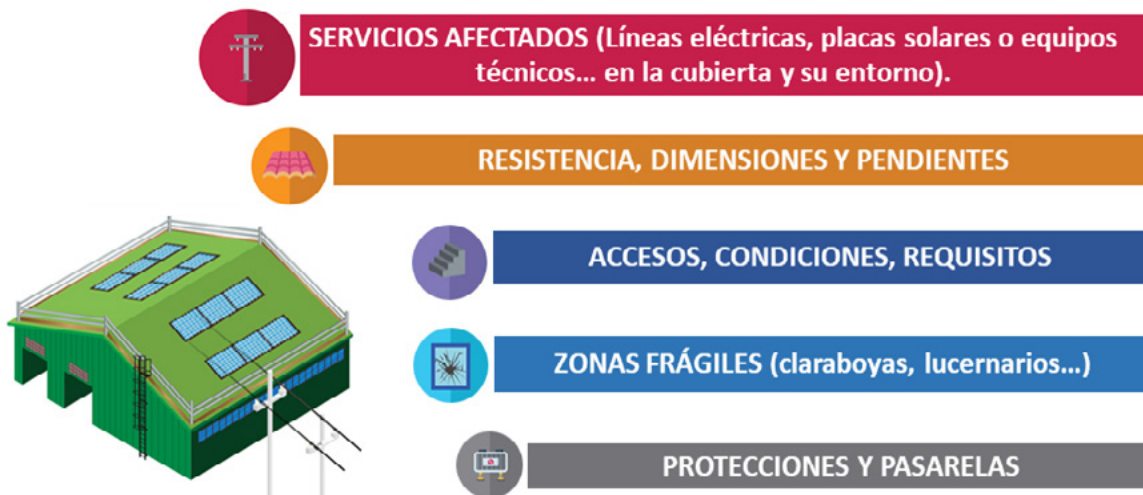 SERVICIOS AFECTADOS (Líneas eléctricas, placas solares o equipos
técnicos... en la cubierta y su entorno).
RESISTENCIA, DIMENSIONES Y PENDIENTES
ACCESOS, CONDICIONES, REQUISITOS
ZONAS FRÁGILES (claraboyas, lucernarios...)
PROTECCIONES Y PASARELAS